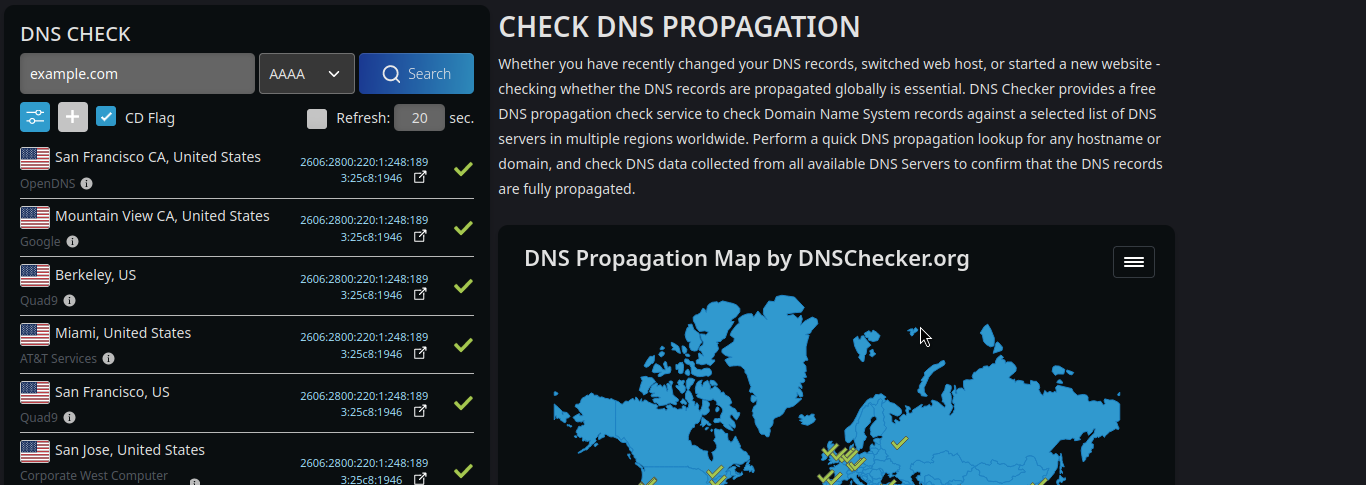 DNS CHECK
example.com
AAAA
Search
CD Flag
Refresh:
20
sec.
San Francisco CA, United States
OpenDNS
2606:2800:220:1:248:189
3:25c8:1946
Mountain View CA, United States
Google
2606:2800:220:1:248:189
3:25c8:1946
Berkeley, US
Quad9
2606:2800:220:1:248:189
3:25c8:1946
Miami, United States
AT&T Services
2606:2800:220:1:248:189
3:25c8:1946
San Francisco, US
Quad9
2606:2800:220:1:248:189
3:25c8:1946
San Jose, United States
Corporate West Computer
2606:2800:220:1:248:189
3:25c8:1946
CHECK DNS PROPAGATION
Whether you have recently changed your DNS records, switched web host, or started a new website -
checking whether the DNS records are propagated globally is essential. DNS Checker provides a free
DNS propagation check service to check Domain Name System records against a selected list of DNS
servers in multiple regions worldwide. Perform a quick DNS propagation lookup for any hostname or
domain, and check DNS data collected from all available DNS Servers to confirm that the DNS records
are fully propagated.
DNS Propagation Map by DNSChecker.org